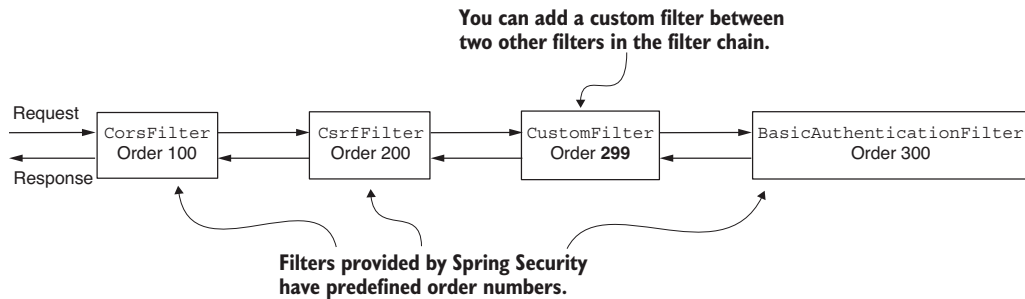 You can add a custom filter between
two other filters in the filter chain.
Request
Response
CorsFilter
Order 100
CsrfFilter
Order 200
CustomFilter
Order 299
BasicAuthenticationFilter
Order 300
Filters provided by Spring Security
have predefined order numbers.